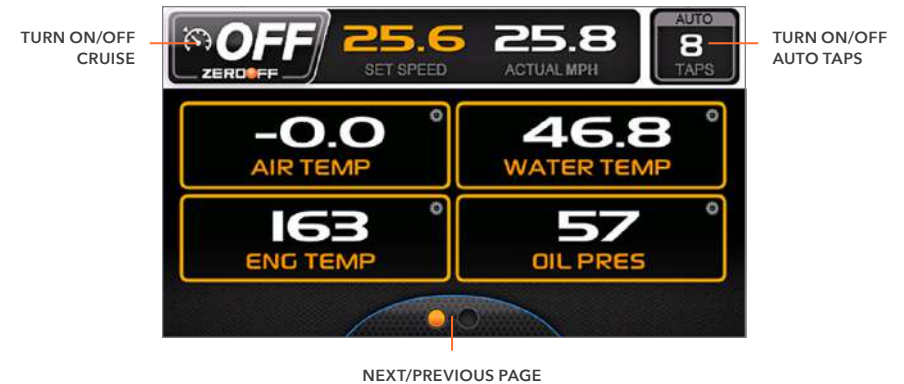 TURN ON/OFF
CRUISE
OFF
ZEROOFF
25.6
SET SPEED
25.8
ACTUAL MPH
AUTO
8
TAPS
TURN ON/OFF
AUTO TAPS
-0.0
AIR TEMP
46.8
WATER TEMP
163
ENG TEMP
57
OIL PRES
NEXT/PREVIOUS PAGE